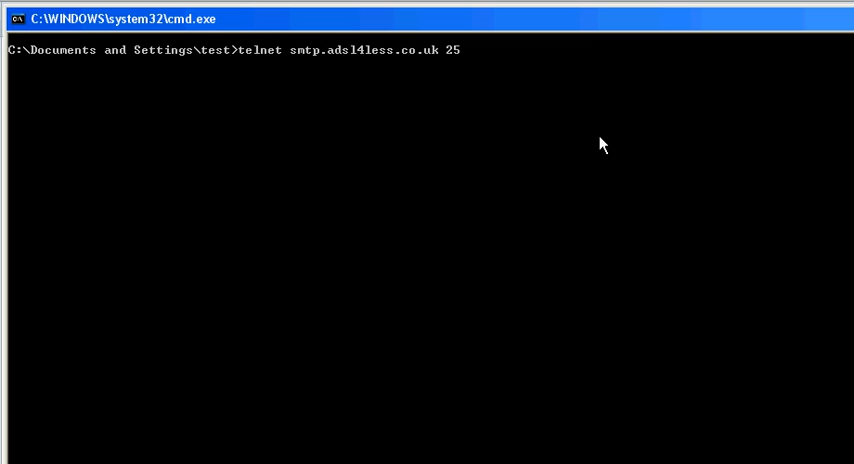 C:\WINDOWS\system32\cmd.exe
C:\Documents and Settings\test>telnet smtp.adsl4less.co.uk 25